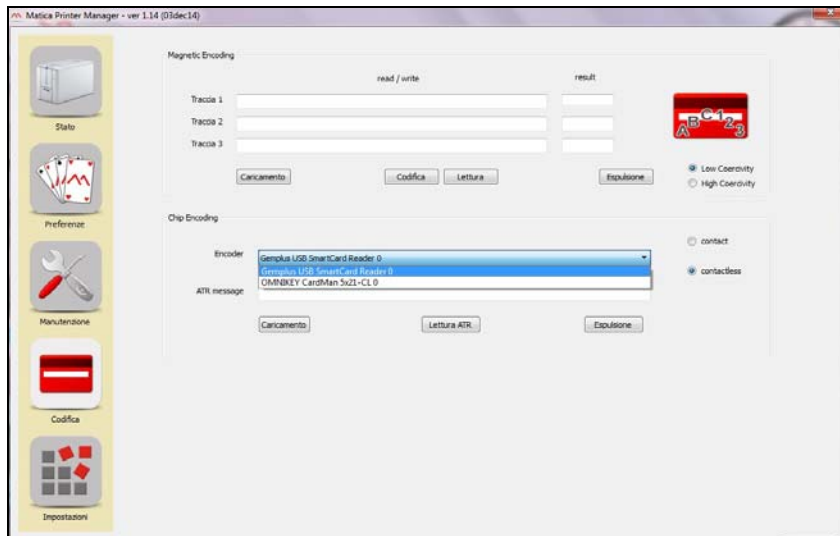 Matica Printer Manager - ver 1.14 (03dec14)
Stato
Preferenze
Manutenzione
Codifica
Impostazioni
Magnetic Encoding
read / write
result
Traccia 1
Traccia 2
Traccia 3
Caricamento
Codifica
Lettura
Espulsione
ABC123
Low Coercivity
High Coercivity
Chip Encoding
Encoder
Gemplus USB SmartCard Reader 0
Gemplus USB SmartCard Reader 0
OMNIKEY CardMan 5x21-CL 0
ATR message
contact
contactless
Caricamento
Lettura ATR
Espulsione